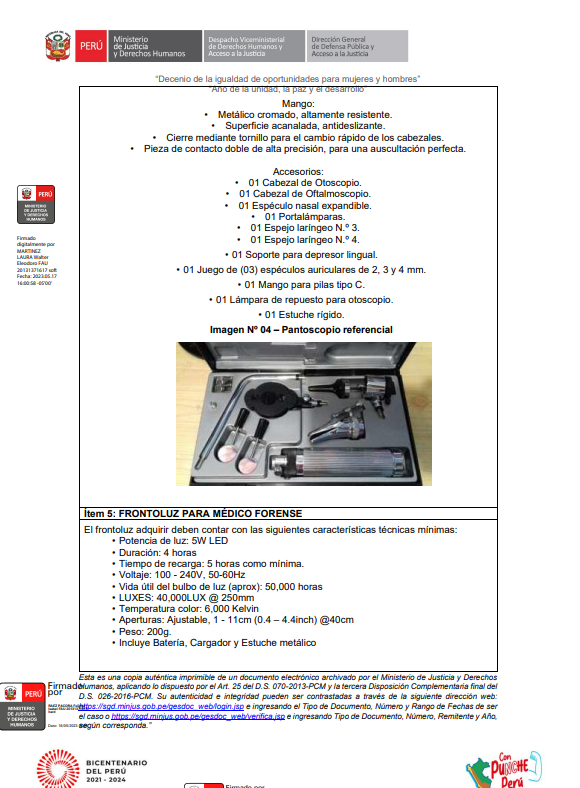 PERÚ
Ministerio
de Justicia
y Derechos Humanos
Despacho Viceministerial
de Derechos Humanos y
Acceso a la Justicia
Dirección General
de Defensa Pública y
Acceso a la Justicia
“Decenio de la igualdad de oportunidades para mujeres y hombres”
“Año de la unidad, la paz y el desarrollo”
Mango:
• Metálico cromado, altamente resistente.
• Superficie acanalada, antideslizante.
• Cierre mediante tornillo para el cambio rápido de los cabezales.
• Pieza de contacto doble de alta precisión, para una auscultación perfecta.
Accesorios:
• 01 Cabezal de Otoscopio.
• 01 Cabezal de Oftalmoscopio.
• 01 Espéculo nasal expandible.
• 01 Portalámparas.
• 01 Espejo laríngeo N.º 3.
• 01 Espejo laríngeo N.º 4.
• 01 Soporte para depresor lingual.
• 01 Juego de (03) espéculos auriculares de 2, 3 y 4 mm.
• 01 Mango para pilas tipo C.
• 01 Lámpara de repuesto para otoscopio.
• 01 Estuche rígido.
Imagen Nº 04 – Pantoscopio referencial
PERÚ
MINISTERIO
DE JUSTICIA
Y DERECHOS
HUMANOS
Firmado
digitalmente por
MARTINEZ
LAURA Walter
Eleodoro FAU
20131371617 soft
Fecha: 2023.05.17
16:00:58 -05'00'
Ítem 5: FRONTOLUZ PARA MÉDICO FORENSE
El frontoluz adquirir deben contar con las siguientes características técnicas mínimas:
• Potencia de luz: 5W LED
• Duración: 4 horas
• Tiempo de recarga: 5 horas como mínima.
• Voltaje: 100 - 240V, 50-60Hz
• Vida útil del bulbo de luz (aprox): 50,000 horas
• LUXES: 40,000LUX @ 250mm
• Temperatura color: 6,000 Kelvin
• Aperturas: Ajustable, 1 - 11cm (0.4 – 4.4inch) @40cm
• Peso: 200g.
• Incluye Batería, Cargador y Estuche metálico
Esta es una copia auténtica imprimible de un documento electrónico archivado por el Ministerio de Justicia y Derechos
Humanos, aplicando lo dispuesto por el Art. 25 del D.S. 070-2013-PCM y la tercera Disposición Complementaria final del
D.S. 026-2016-PCM. Su autenticidad e integridad pueden ser contrastadas a través de la siguiente dirección web:
https://sgd.minjus.gob.pe/gesdoc_web/login.jsp e ingresando el Tipo de Documento, Número y Rango de Fechas de ser
el caso o https://sgd.minjus.gob.pe/gesdoc_web/verifica.jsp e ingresando Tipo de Documento, Número, Remitente y Año,
según corresponda.”
PERÚ
MINISTERIO
DE JUSTICIA
Y DERECHOS
HUMANOS
Firmado
por
BICENTENARIO
DEL PERÚ
2021 - 2024
Firmado por
Con
PUNCHE
Perú